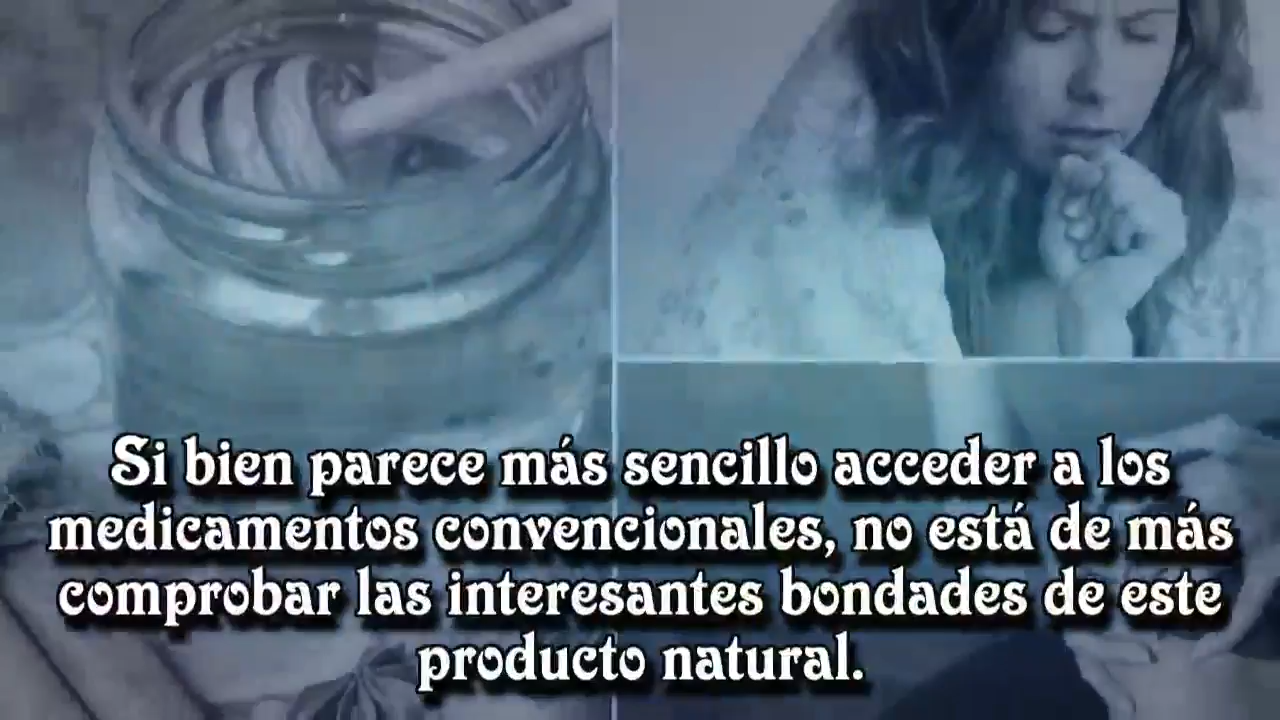 Si bien parece más sencillo acceder a los
medicamentos convencionales, no está de más
comprobar las interesantes bondades de este
producto natural.